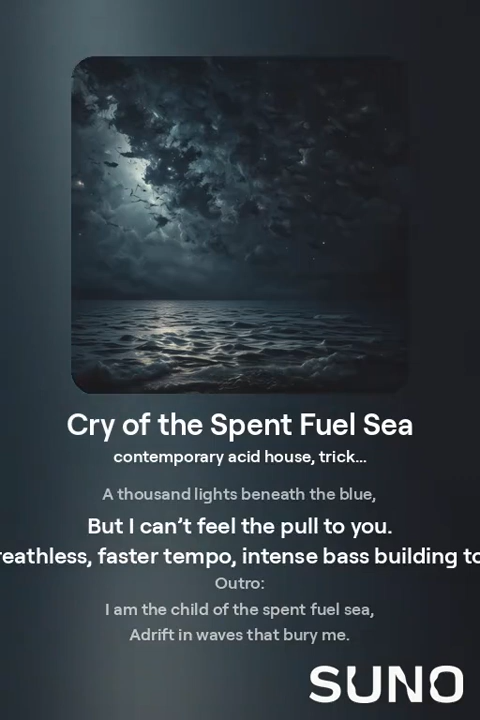 Cry of the Spent Fuel Sea
contemporary acid house, trick...
A thousand lights beneath the blue,
But I can’t feel the pull to you.
reathless, faster tempo, intense bass building to
Outro:
I am the child of the spent fuel sea,
Adrift in waves that bury me.
SUNO